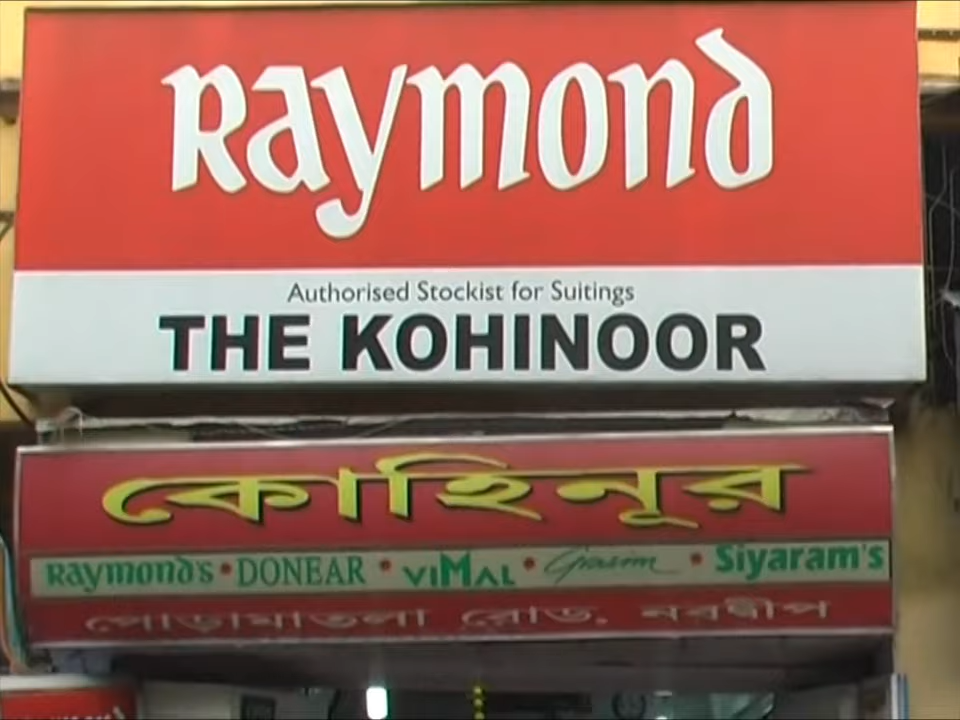 Raymond
Authorised Stockist for Suitings
THE KOHINOOR
কোহিনূর
Raymond's • DONEAR • VIMAL • Grasim • Siyaram's
পোড়ামাতলা রোড, নবদ্বীপ